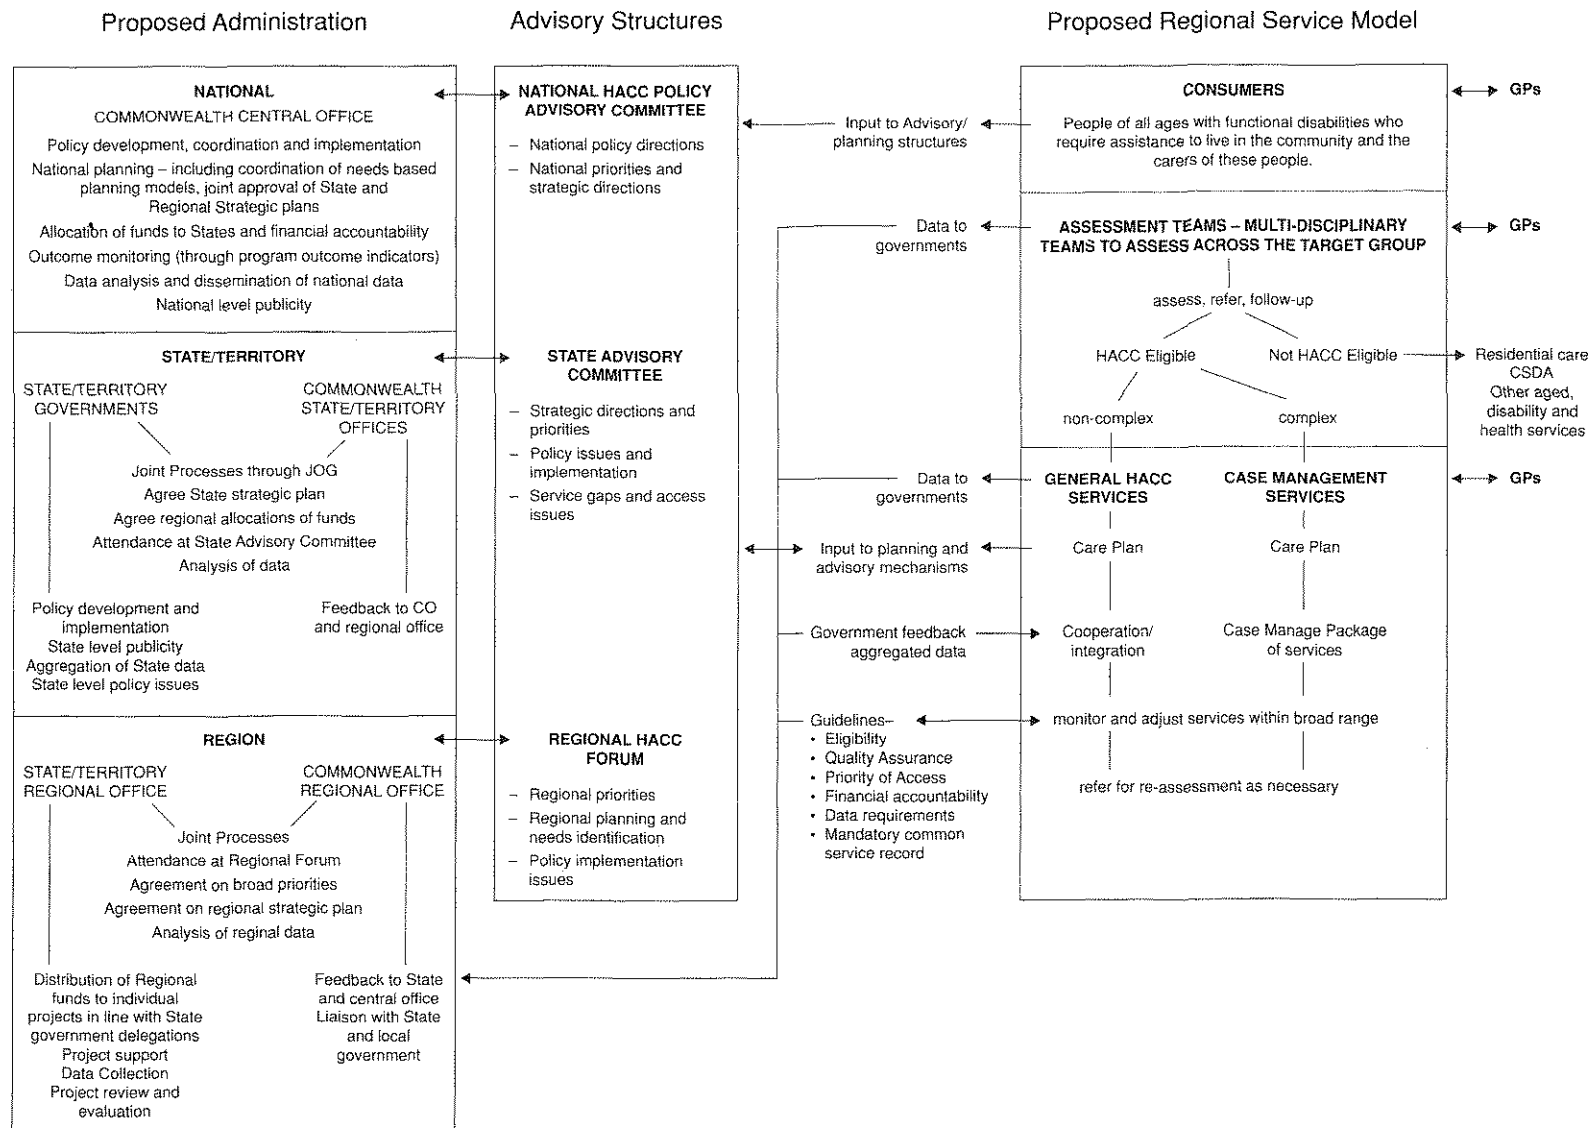 Proposed Administration
Advisory Structures
Proposed Regional Service Model
NATIONAL
COMMONWEALTH CENTRAL OFFICE
Policy development, coordination and implementation
National planning – including coordination of needs based
planning models, joint approval of State and
Regional Strategic plans
Allocation of funds to States and financial accountability
Outcome monitoring (through program outcome indicators)
Data analysis and dissemination of national data
National level publicity
STATE/TERRITORY
STATE/TERRITORY
GOVERNMENTS
COMMONWEALTH
STATE/TERRITORY
OFFICES
Joint Processes through JOG
Agree State strategic plan
Agree regional allocations of funds
Attendance at State Advisory Committee
Analysis of data
Policy development and
implementation
State level publicity
Aggregation of State data
State level policy issues
Feedback to CO
and regional office
REGION
STATE/TERRITORY
REGIONAL OFFICE
COMMONWEALTH
REGIONAL OFFICE
Joint Processes
Attendance at Regional Forum
Agreement on broad priorities
Agreement on regional strategic plan
Analysis of reginal data
Distribution of Regional
funds to individual
projects in line with State
government delegations
Project support
Data Collection
Project review and
evaluation
Feedback to State
and central office
Liaison with State
and local
government
NATIONAL HACC POLICY
ADVISORY COMMITTEE
– National policy directions
– National priorities and
strategic directions
STATE ADVISORY
COMMITTEE
– Strategic directions and
priorities
– Policy issues and
implementation
– Service gaps and access
issues
REGIONAL HACC
FORUM
– Regional priorities
– Regional planning and
needs identification
– Policy implementation
issues
Input to Advisory/
planning structures
Data to
governments
Data to
governments
Input to planning and
advisory mechanisms
Government feedback
aggregated data
Guidelines–
• Eligibility
• Quality Assurance
• Priority of Access
• Financial accountability
• Data requirements
• Mandatory common
service record
CONSUMERS
People of all ages with functional disabilities who
require assistance to live in the community and the
carers of these people.
GPs
ASSESSMENT TEAMS – MULTI-DISCIPLINARY
TEAMS TO ASSESS ACROSS THE TARGET GROUP
GPs
assess, refer, follow-up
HACC Eligible
Not HACC Eligible
Residential care
CSDA
Other aged,
disability and
health services
non-complex
complex
GENERAL HACC
SERVICES
CASE MANAGEMENT
SERVICES
GPs
Care Plan
Care Plan
Cooperation/
integration
Case Manage Package
of services
monitor and adjust services within broad range
refer for re-assessment as necessary